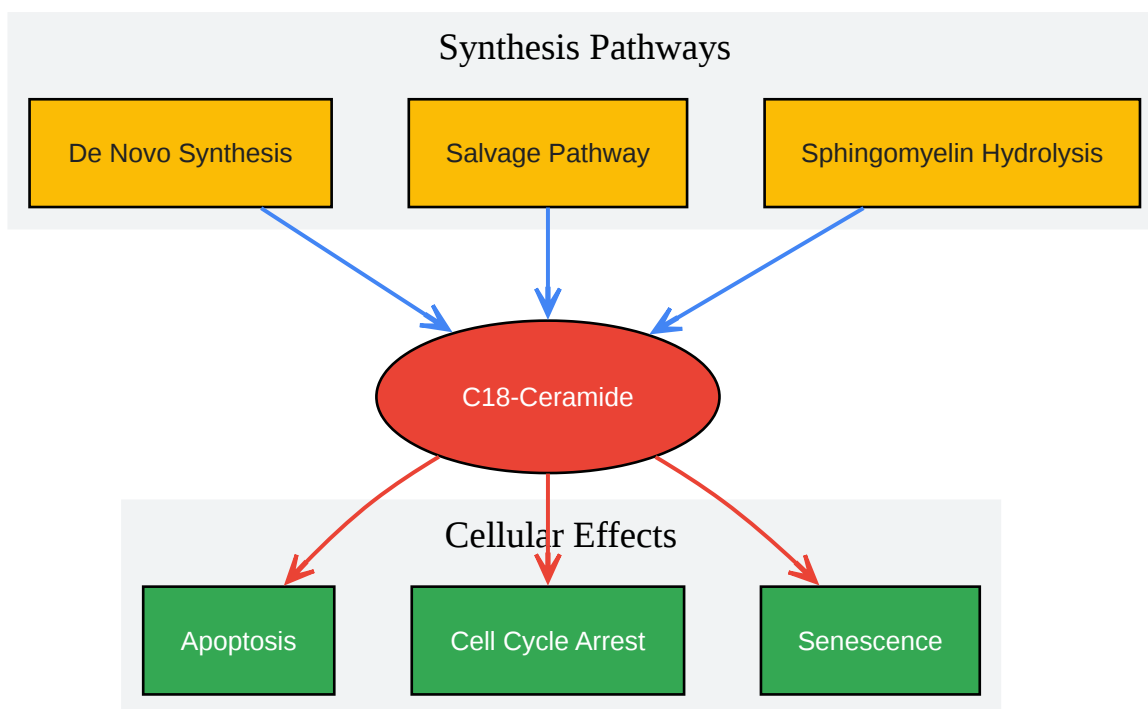 Synthesis Pathways
De Novo Synthesis
Salvage Pathway
Sphingomyelin Hydrolysis
C18-Ceramide
Cellular Effects
Apoptosis
Cell Cycle Arrest
Senescence